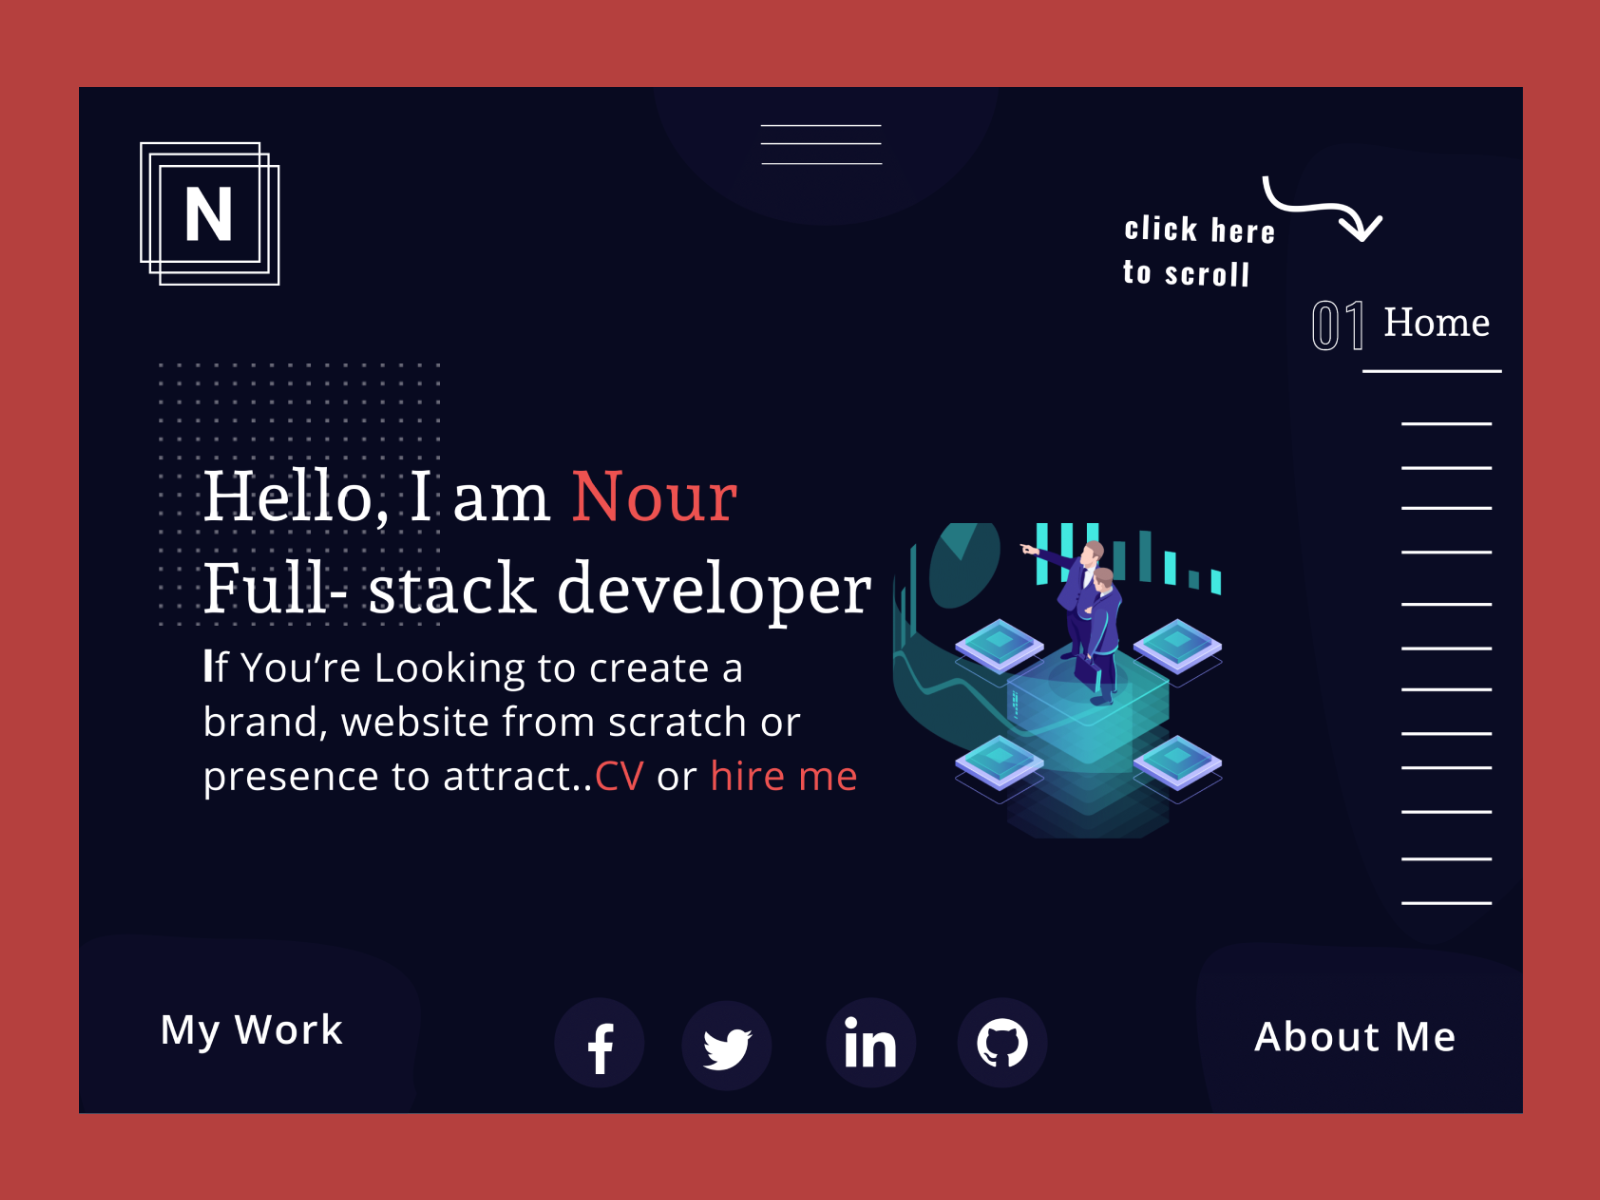 N
click here
to scroll
01 Home
Hello, I am Nour
Full- stack developer
If You’re Looking to create a
brand, website from scratch or
presence to attract..CV or hire me
My Work
About Me